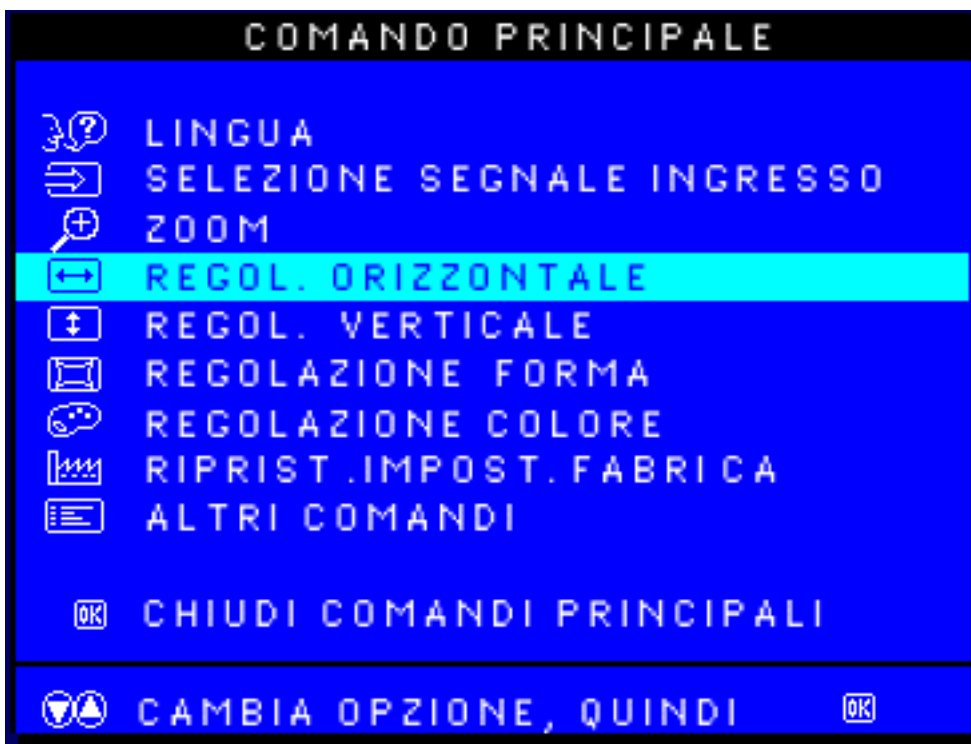 COMANDO PRINCIPALE
LINGUA
SELEZIONE SEGNALE INGRESSO
ZOOM
REGOL. ORIZZONTALE
REGOL. VERTICALE
REGOLAZIONE FORMA
REGOLAZIONE COLORE
RIPRIST.IMPOST.FABRICA
ALTRI COMANDI
OK CHIUDI COMANDI PRINCIPALI
CAMBIA OPZIONE, QUINDI OK